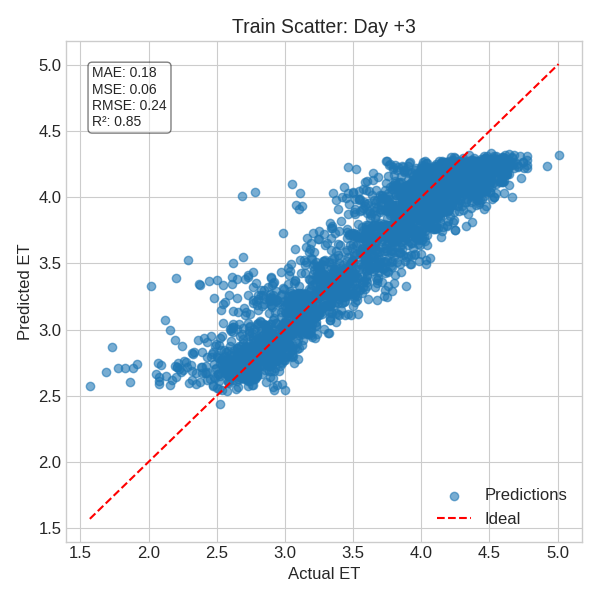 Train Scatter: Day +3
MAE: 0.18
MSE: 0.06
RMSE: 0.24
R²: 0.85
Predicted ET
5.0
4.5
4.0
3.5
3.0
2.5
2.0
1.5
Predictions
Ideal
1.5 2.0 2.5 3.0 3.5 4.0 4.5 5.0
Actual ET